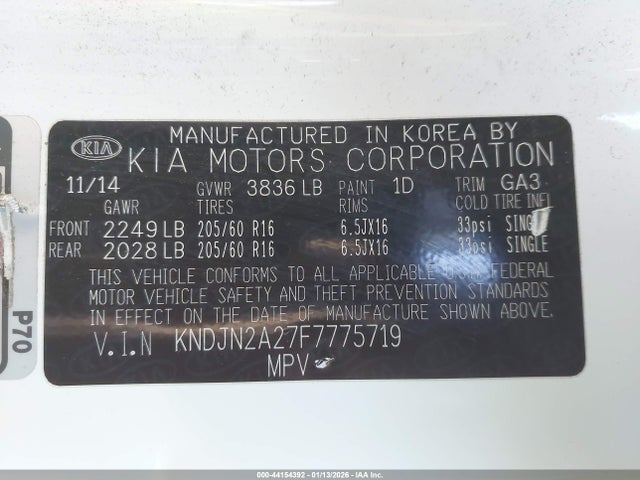 KIA MANUFACTURED IN KOREA BY
KIA MOTORS CORPORATION
11/14 GVWR 3836 LB PAINT 1D TRIM GA3
GAWR TIRES RIMS COLD TIRE INFL
FRONT 2249 LB 205/60 R16 6.5JX16 33psi SINGLE
REAR 2028 LB 205/60 R16 6.5JX16 33psi SINGLE
THIS VEHICLE CONFORMS TO ALL APPLICABLE U.S. FEDERAL
MOTOR VEHICLE SAFETY AND THEFT PREVENTION STANDARDS
IN EFFECT ON THE DATE OF MANUFACTURE SHOWN ABOVE.
V.I.N KNDJN2A27F7775719
MPV
P70
000-44154392 - 01/13/2026 - IAA Inc.